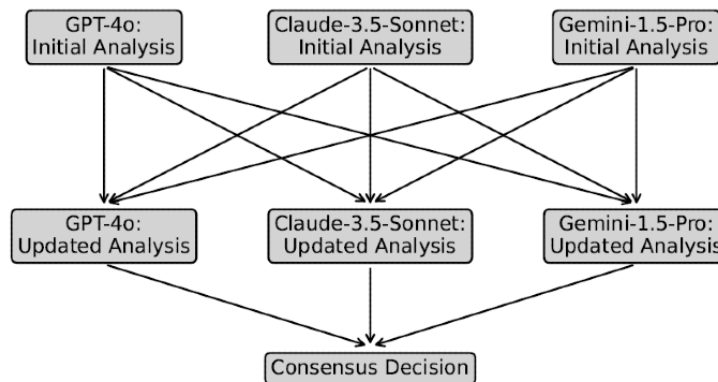 GPT-4o:
Initial Analysis
Claude-3.5-Sonnet:
Initial Analysis
Gemini-1.5-Pro:
Initial Analysis
GPT-4o:
Updated Analysis
Claude-3.5-Sonnet:
Updated Analysis
Gemini-1.5-Pro:
Updated Analysis
Consensus Decision